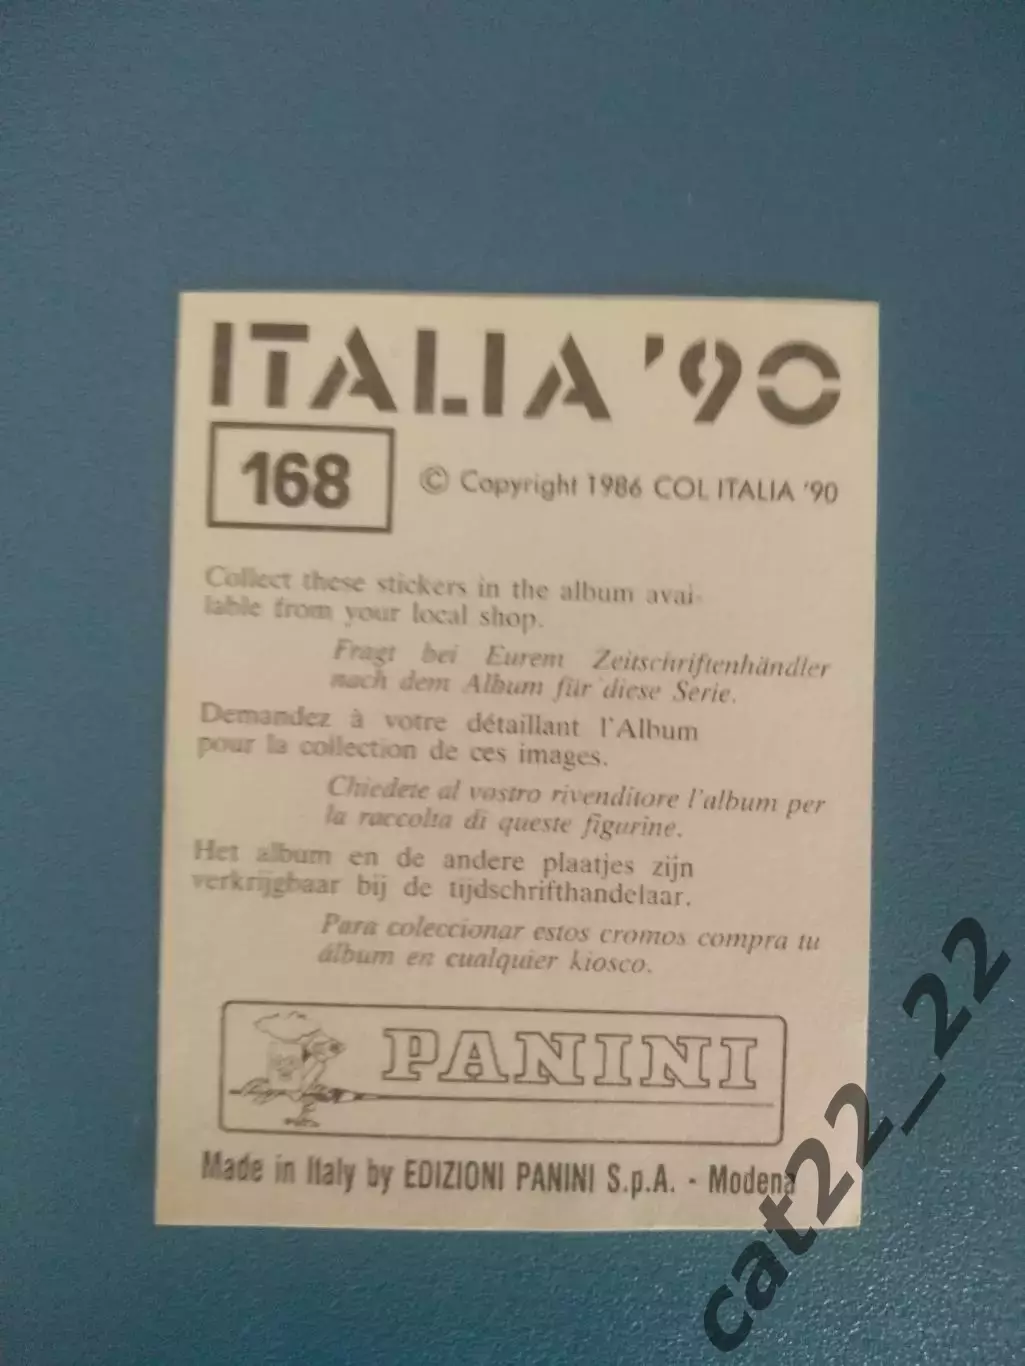 ITALIA '90
168
© Copyright 1986 COL ITALIA '90
Collect these stickers in the album avai-
lable from your local shop.
Fragt bei Eurem Zeitschriftenhändler
nach dem Album für diese Serie.
Demandez à votre détaillant l'Album
pour la collection de ces images.
Chiedete al vostro rivenditore l'album per
la raccolta di queste figurine.
Het album en de andere plaatjes zijn
verkrijgbaar bij de tijdschrifthandelaar.
Para coleccionar estos cromos compra tu
álbum en cualquier kiosco.
PANINI
Made in Italy by EDIZIONI PANINI S.p.A. - Modena
cat22_22